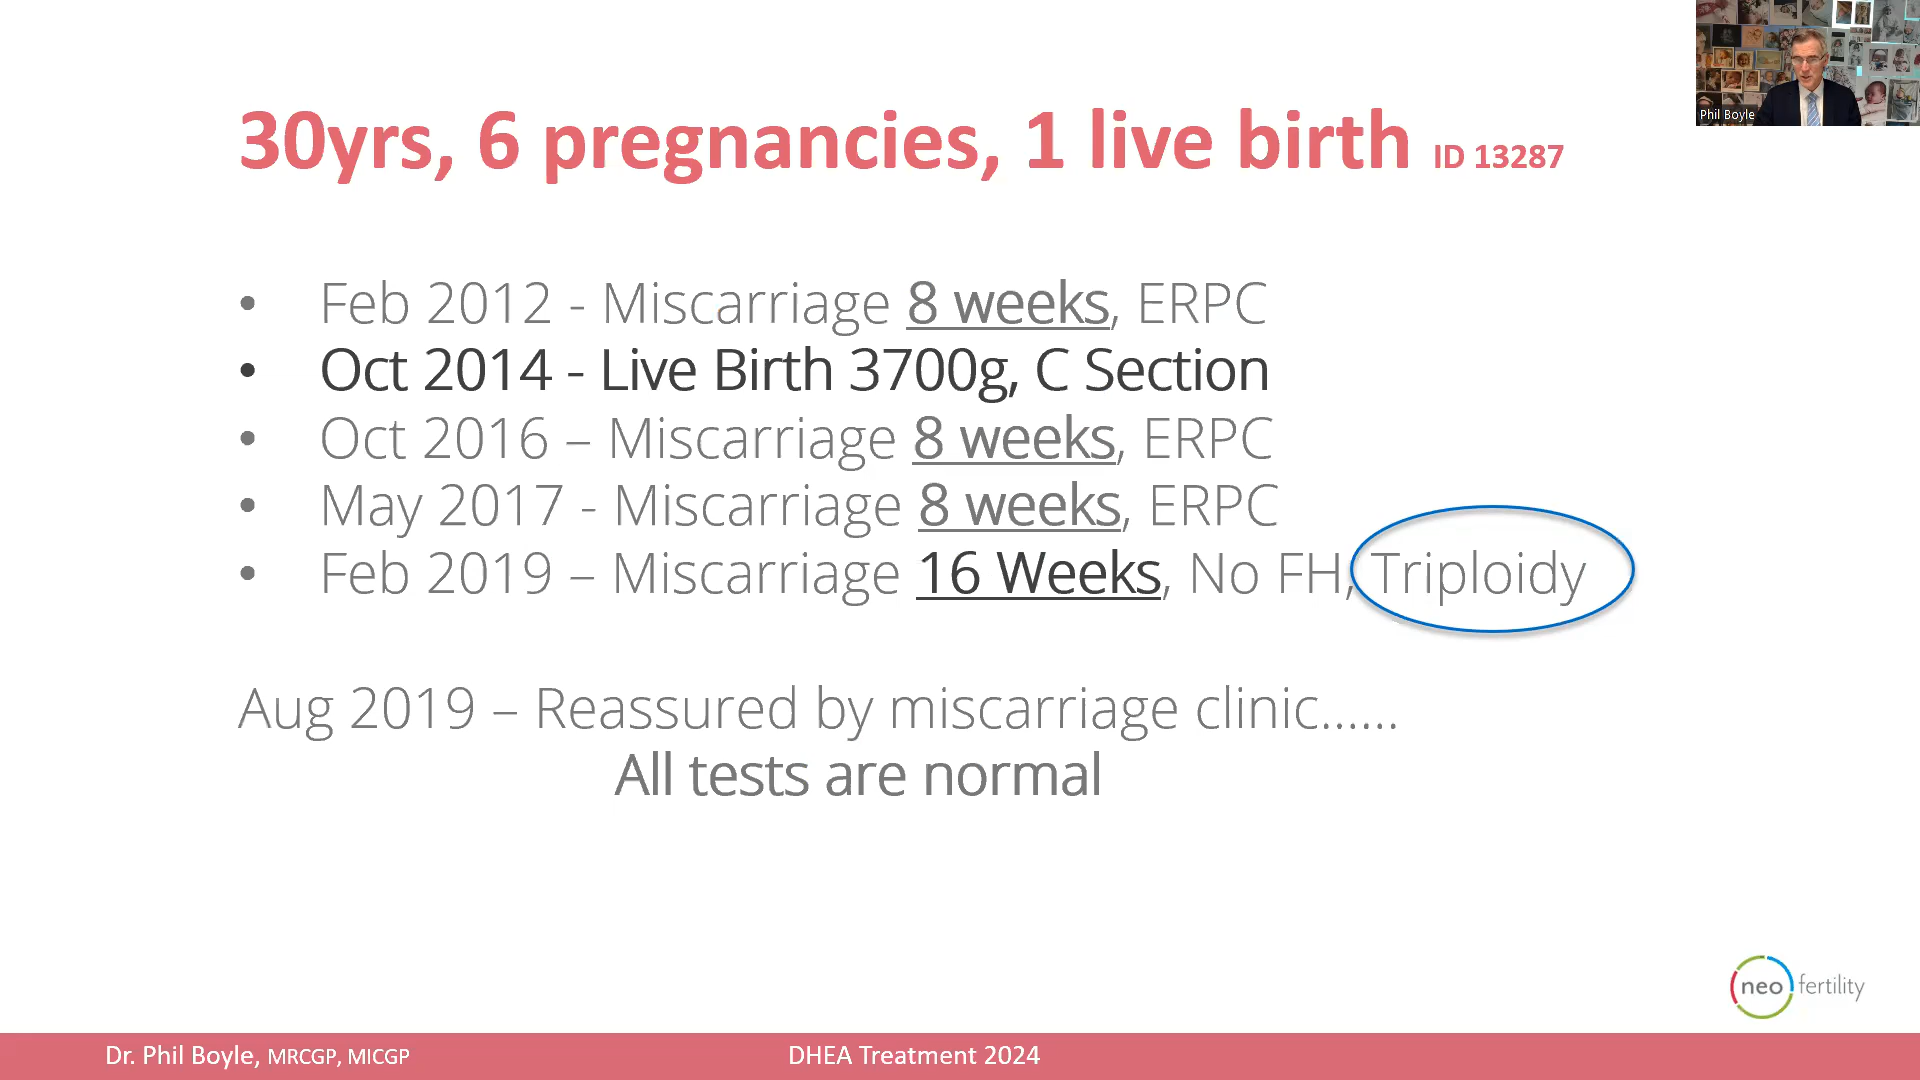 Phil Boyle
30yrs, 6 pregnancies, 1 live birth ID 13287
• Feb 2012 - Miscarriage 8 weeks, ERPC
• Oct 2014 - Live Birth 3700g, C Section
• Oct 2016 – Miscarriage 8 weeks, ERPC
• May 2017 - Miscarriage 8 weeks, ERPC
• Feb 2019 – Miscarriage 16 Weeks, No FH, Triploidy
Aug 2019 – Reassured by miscarriage clinic......
All tests are normal
neo fertility
Dr. Phil Boyle, MRCGP, MICGP
DHEA Treatment 2024